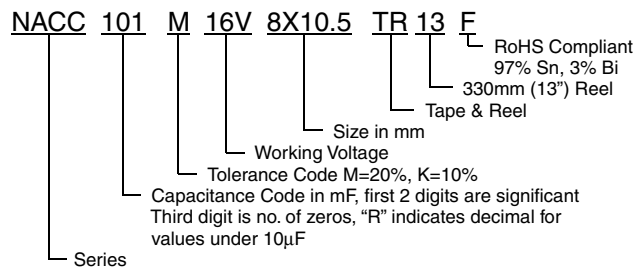 NACC 101 M 16V 8X10.5 TR 13 F
RoHS Compliant
97% Sn, 3% Bi
330mm (13”) Reel
Tape & Reel
Size in mm
Working Voltage
Tolerance Code M=20%, K=10%
Capacitance Code in mF, first 2 digits are significant
Third digit is no. of zeros, “R” indicates decimal for
values under 10µF
Series